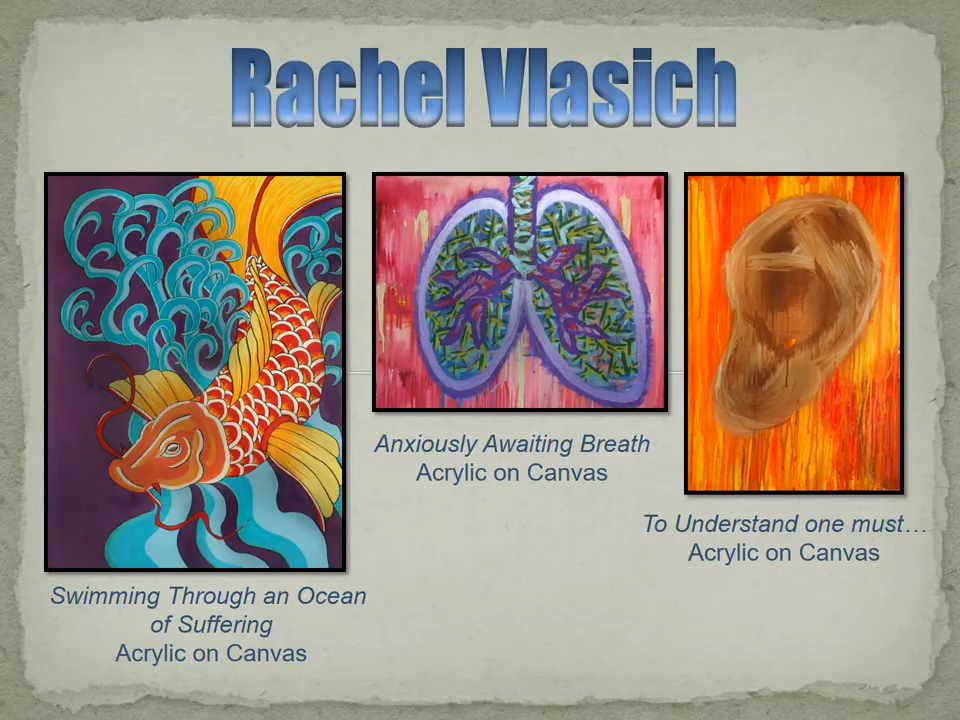 Rachel Vlasich
Swimming Through an Ocean
of Suffering
Acrylic on Canvas
Anxiously Awaiting Breath
Acrylic on Canvas
To Understand one must…
Acrylic on Canvas